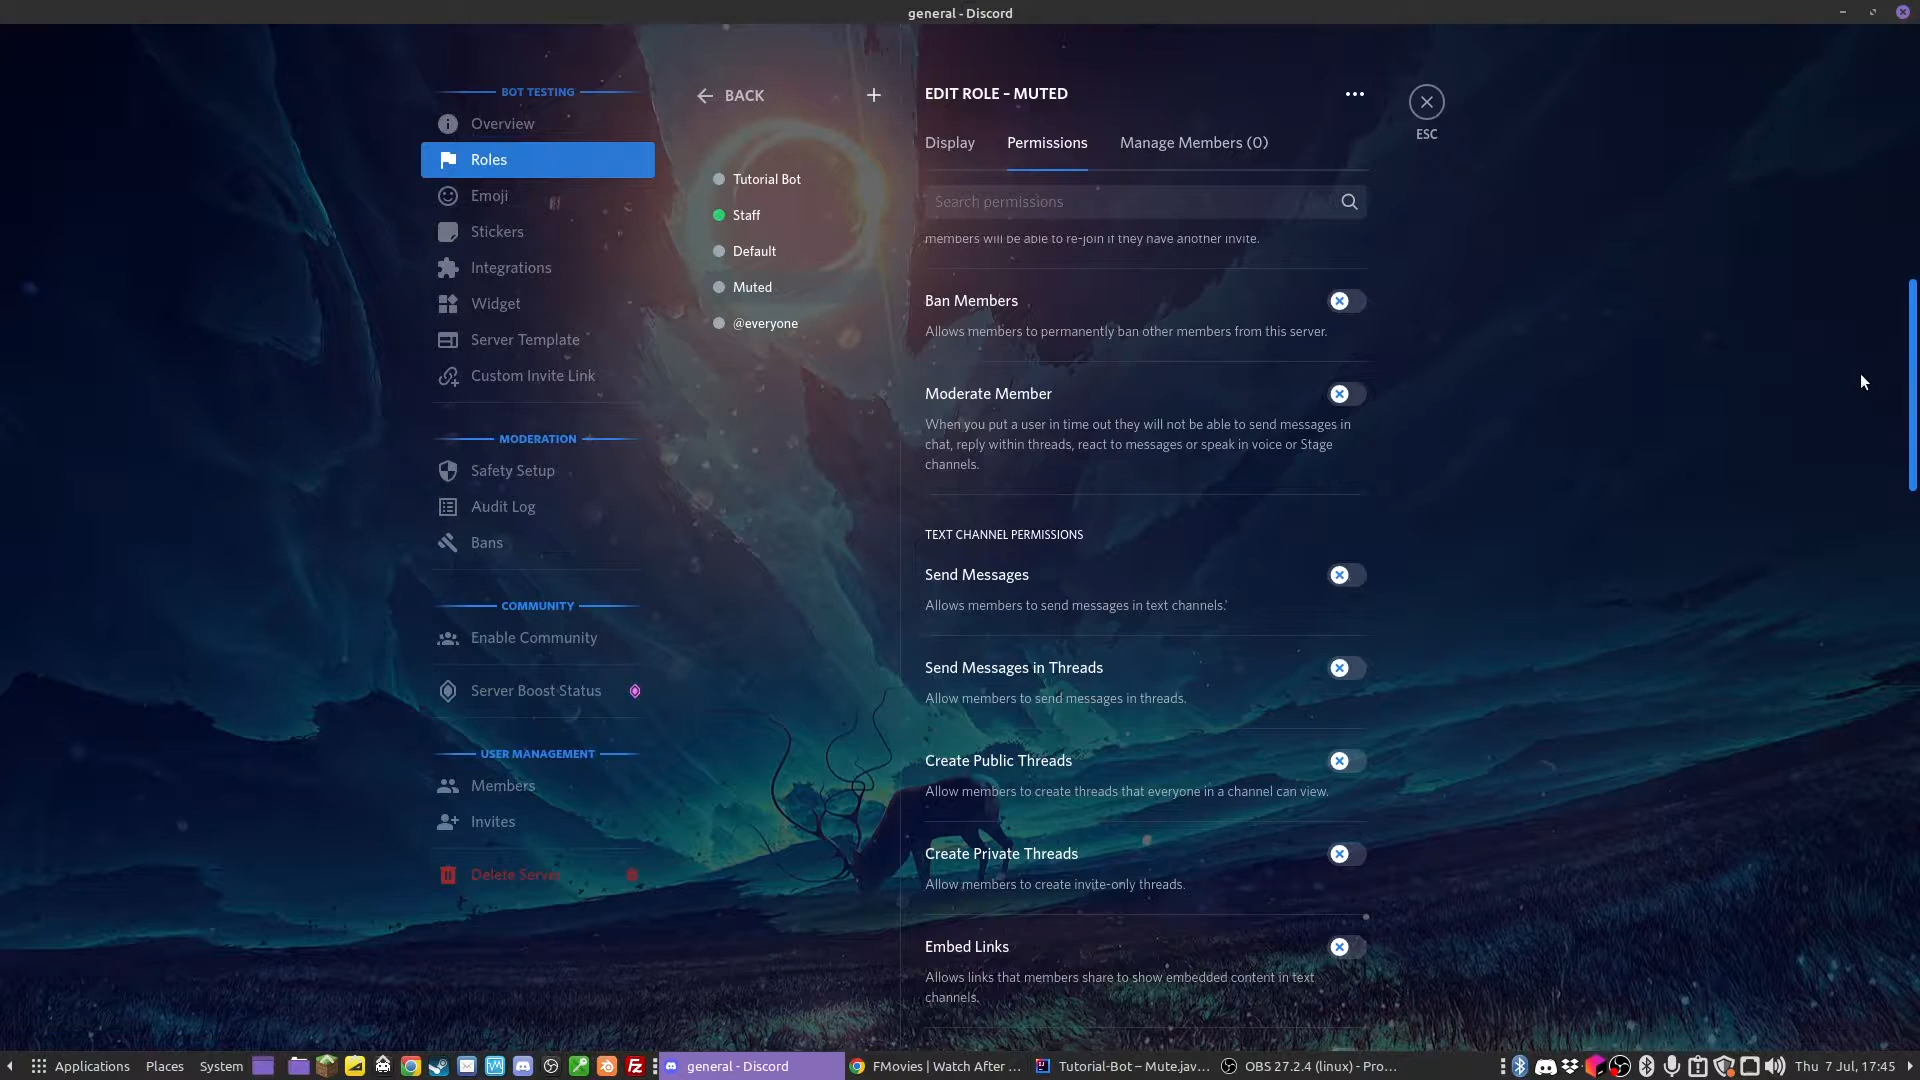 general - Discord
BOT TESTING
Overview
Roles
Emoji
Stickers
Integrations
Widget
Server Template
Custom Invite Link
MODERATION
Safety Setup
Audit Log
Bans
COMMUNITY
Enable Community
Server Boost Status
USER MANAGEMENT
Members
Invites
Delete Server
BACK
Tutorial Bot
Staff
Default
Muted
@everyone
EDIT ROLE – MUTED
Display Permissions Manage Members (0)
Search permissions
members will be able to re-join if they have another invite.
Ban Members
Allows members to permanently ban other members from this server.
Moderate Member
When you put a user in time out they will not be able to send messages in
chat, reply within threads, react to messages or speak in voice or Stage
channels.
TEXT CHANNEL PERMISSIONS
Send Messages
Allows members to send messages in text channels.'
Send Messages in Threads
Allow members to send messages in threads.
Create Public Threads
Allow members to create threads that everyone in a channel can view.
Create Private Threads
Allow members to create invite-only threads.
Embed Links
Allows links that members share to show embedded content in text
channels.
ESC
Applications Places System general - Discord FMovies | Watch After ... Tutorial-Bot – Mute.jav... OBS 27.2.4 (linux) - Pro... Thu 7 Jul, 17:45